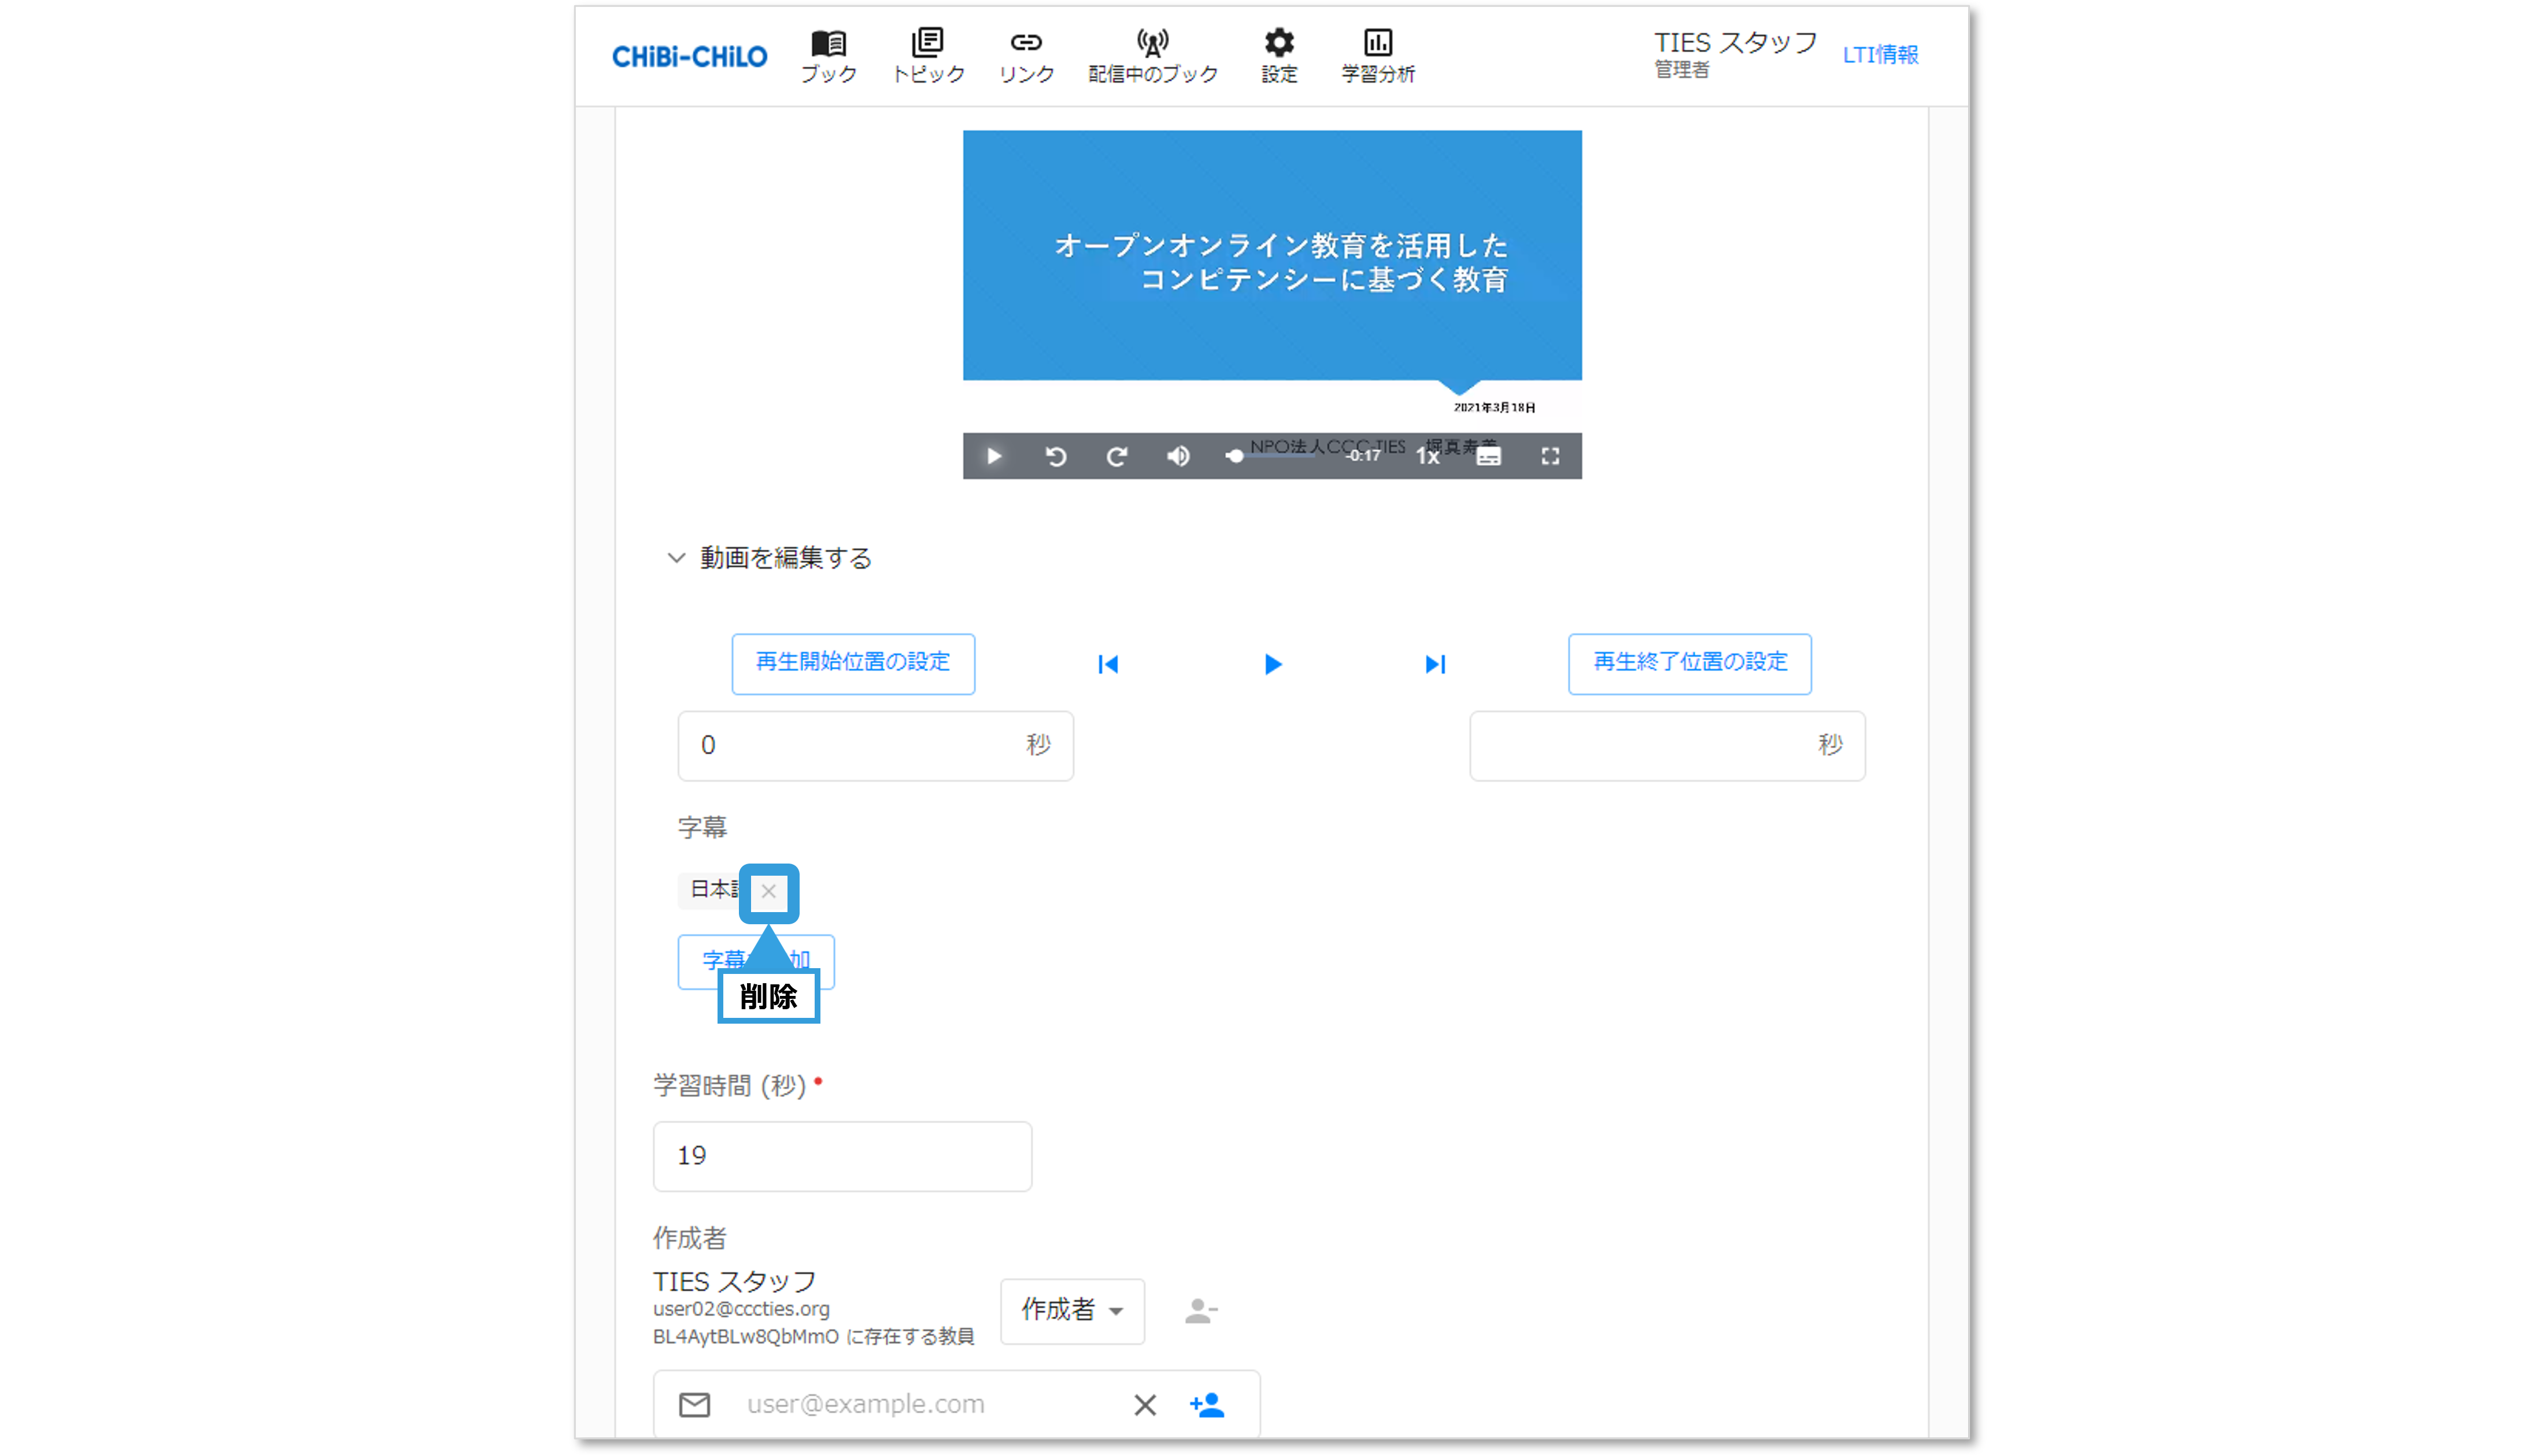 CHiBi-CHiLO
ブック
トピック
リンク
配信中のブック
設定
学習分析
TIES スタッフ
管理者
LTI情報
オープンオンライン教育を活用した
コンピテンシーに基づく教育
2021年3月18日
NPO法人CCC-TIES 堀真寿美
-0:17
1x
動画を編集する
再生開始位置の設定
再生終了位置の設定
0 秒
秒
字幕
日本
字幕 加
削除
学習時間 (秒)
19
作成者
TIES スタッフ
user02@cccties.org
BL4AytBLw8QbMmO に存在する教員
作成者
user@example.com